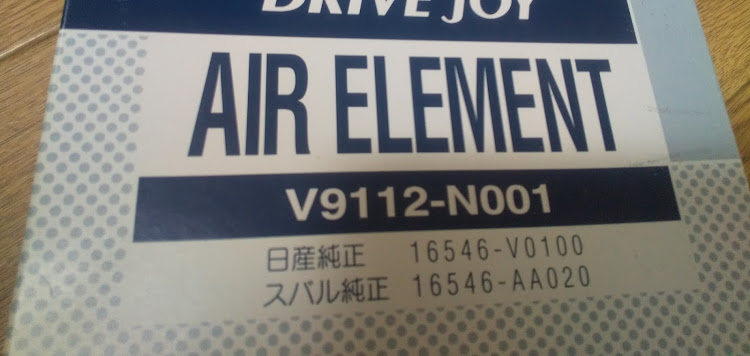 DRIVE JOY
AIR ELEMENT
V9112-N001
日産純正 16546-V0100
スバル純正 16546-AA020